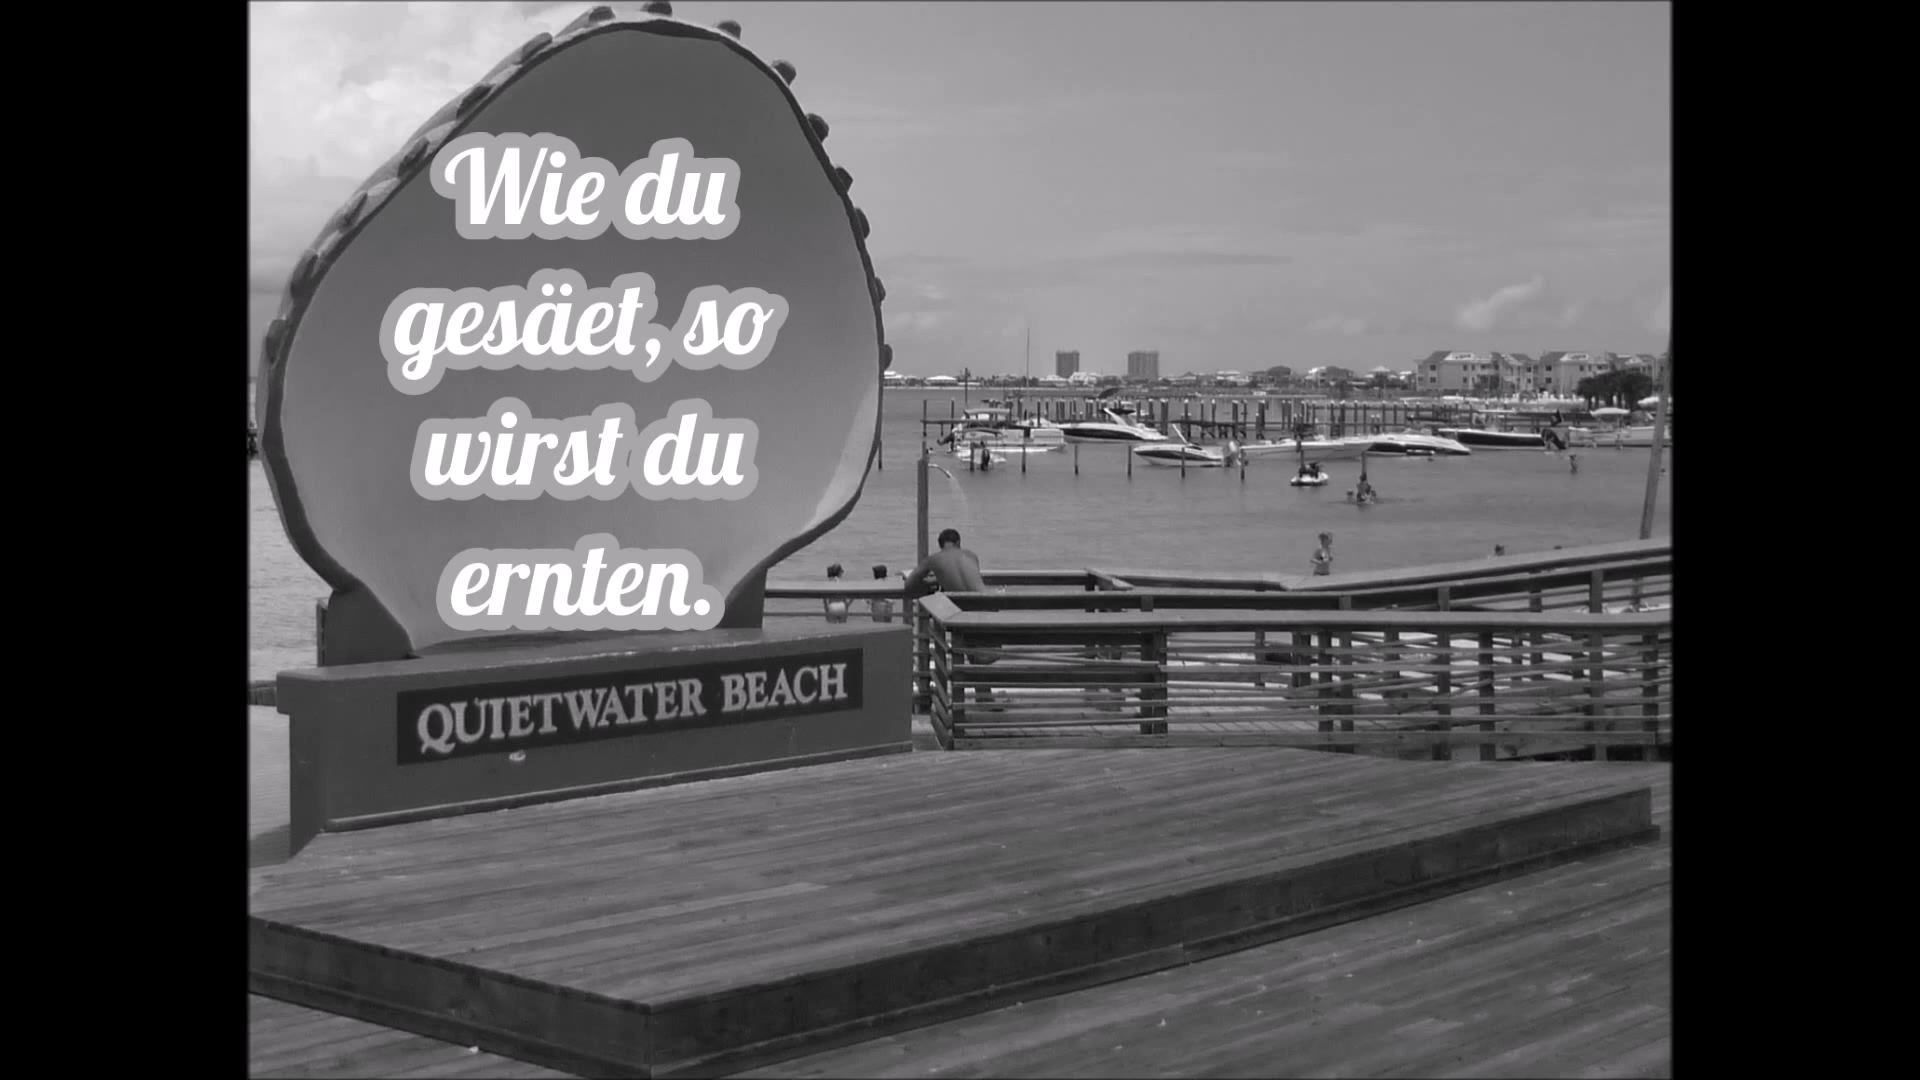 Wie du
gesäet, so
wirst du
ernten.
QUIETWATER BEACH